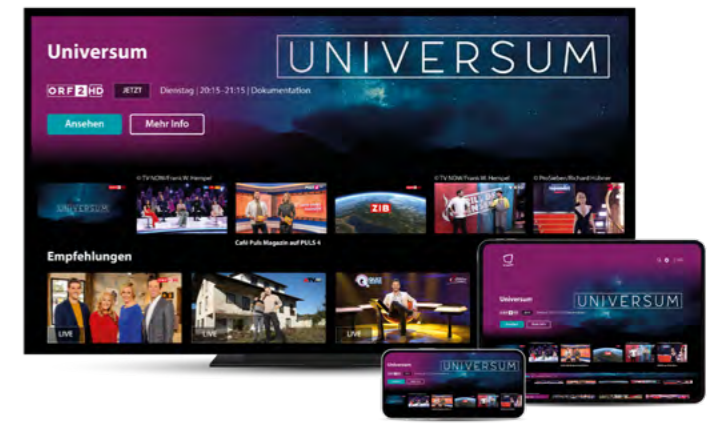 Universum
UNIVERSUM
ORF 2 HD
JETZT
Dienstag | 20:15-21:15 | Dokumentation
Ansehen
Mehr Info
© TV NOW/Frank W. Hempel
© TV NOW/Frank W. Hempel
© ProSieben/Richard Hübner
UNIVERSUM
ZIB
Café Puls Magazin auf PULS 4
Empfehlungen
LIVE
LIVE
QUIZ
LIVE
Universum
UNIVERSUM
Universum
UNIVERSUM